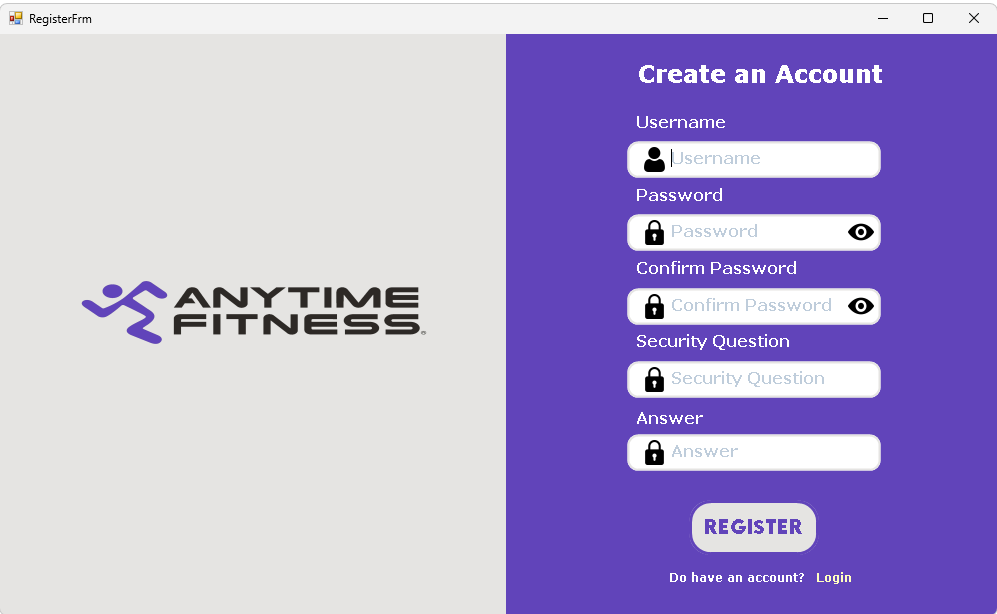 RegisterFrm
ANYTIME
FITNESS®
Create an Account
Username
Username
Password
Password
Confirm Password
Confirm Password
Security Question
Security Question
Answer
Answer
REGISTER
Do have an account? Login